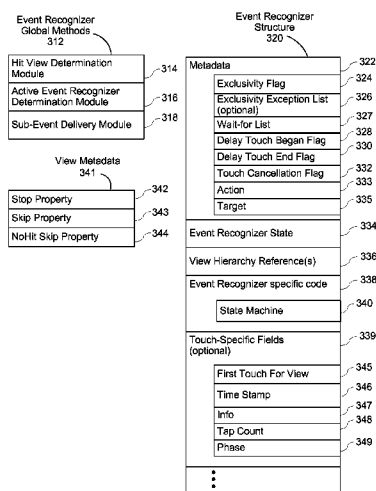 Event Recognizer
Global Methods
312
Hit View Determination
Module
314
Active Event Recognizer
Determination Module
316
Sub-Event Delivery Module
318
View Metadata
341
Stop Property
342
Skip Property
343
NoHit Skip Property
344
Event Recognizer
Structure
320
Metadata
322
Exclusivity Flag
324
Exclusivity Exception List
(optional)
326
Wait-for List
327
Delay Touch Began Flag
328
Delay Touch End Flag
330
Touch Cancellation Flag
332
Action
333
Target
335
Event Recognizer State
334
View Hierarchy Reference(s)
336
Event Recognizer specific code
338
State Machine
340
Touch-Specific Fields
(optional)
339
First Touch For View
345
Time Stamp
346
Info
347
Tap Count
348
Phase
349